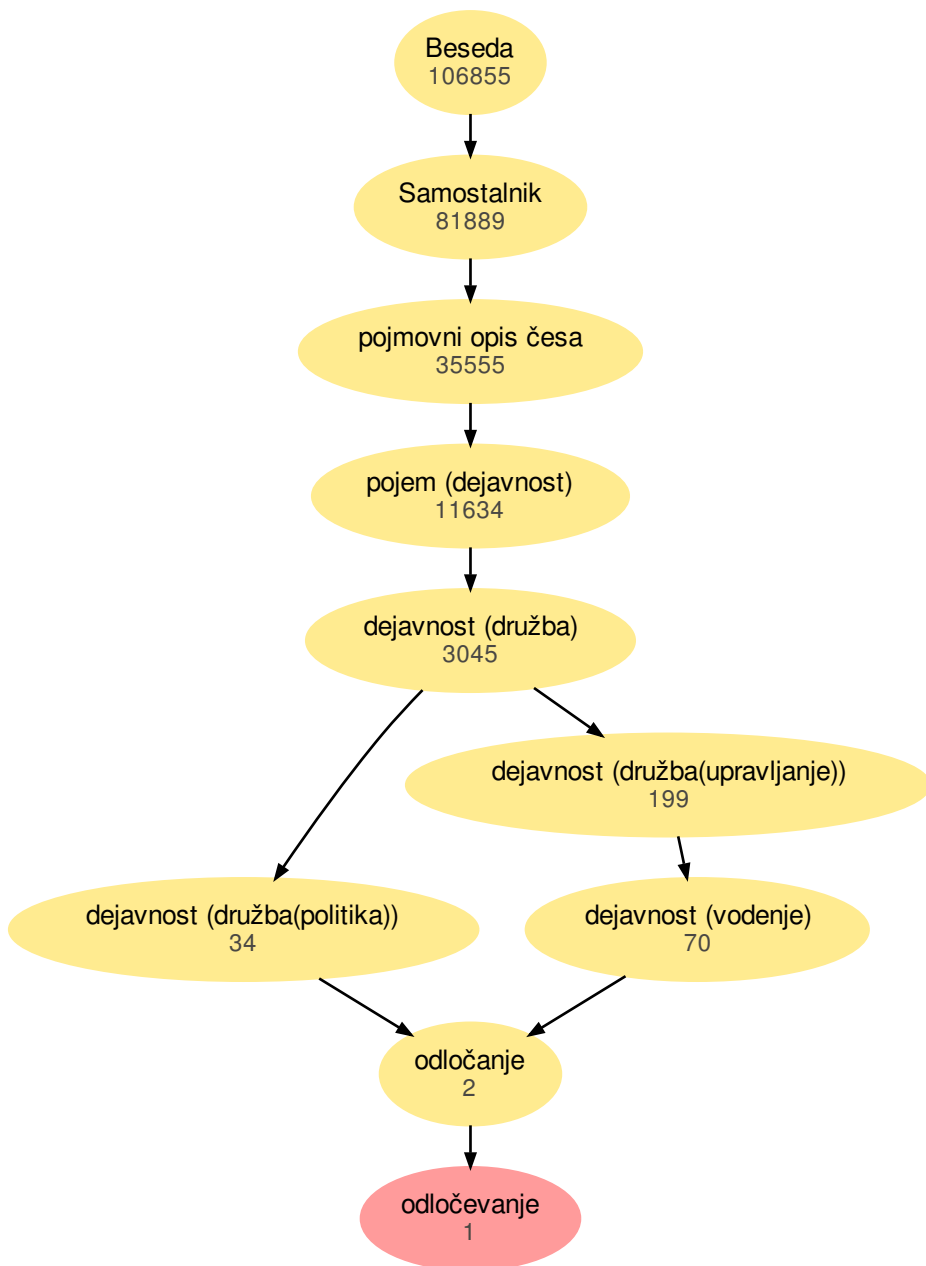 Beseda
106855
Samostalnik
81889
pojmovni opis česa
35555
pojem (dejavnost)
11634
dejavnost (družba)
3045
dejavnost (družba(upravljanje))
199
dejavnost (družba(politika))
34
dejavnost (vodenje)
70
odločanje
2
odločevanje
1